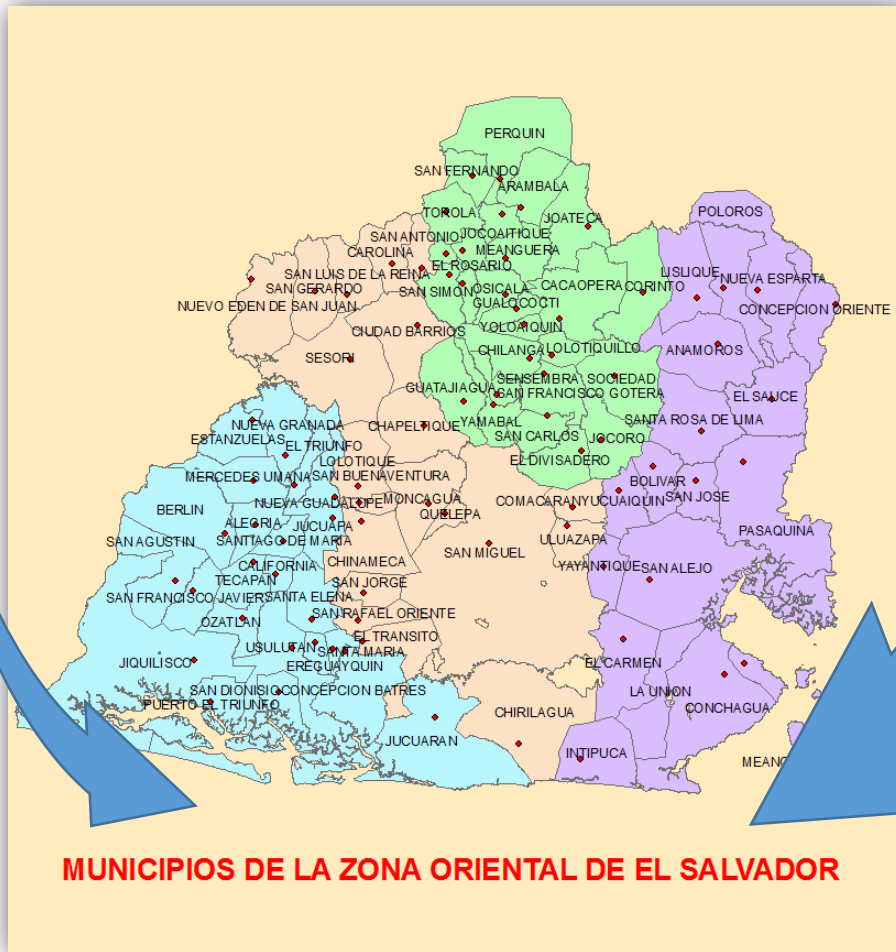 PERQUIN
SAN FERNANDO
ARAMBALA
POLOROS
TOROLA
JOATECA
SAN ANTONIO
JOCOAITIQUE
CAROLINA
MEANGUERA
EL ROSARIO
SAN LUIS DE LA REINA
LISLIQUE
NUEVA ESPARTA
CACAOPERA
CORINTO
SAN GERARDO
SAN SIMON
OSICALA
NUEVO EDEN DE SAN JUAN
GUALOCOCTI
CONCEPCION ORIENTE
CIUDAD BARRIOS
YOLOAIQUIN
SESORI
CHILANGA
LOLOTIQUILLO
ANAMOROS
GUATAJIAGUA
SENSEMBRA
SOCIEDAD
SAN FRANCISCO GOTERA
EL SAUCE
NUEVA GRANADA
CHAPELTIQUE
YAMABAL
SANTA ROSA DE LIMA
ESTANZUELAS
EL TRIUNFO
SAN CARLOS
JOCORO
LOLOTIQUE
EL DIVISADERO
MERCEDES UMANA
SAN BUENAVENTURA
BOLIVAR
NUEVA GUADALUPE
MONCAGUA
COMACARAN
YUCUAIQUIN
SAN JOSE
BERLIN
QUELEPA
ALEGRIA
JUCUAPA
PASAQUINA
SAN AGUSTIN
SANTIAGO DE MARIA
SAN MIGUEL
ULUAZAPA
CALIFORNIA
CHINAMECA
YAYANTIQUE
SAN ALEJO
TECAPAN
SAN JORGE
SAN FRANCISCO JAVIER
SANTA ELENA
SAN RAFAEL ORIENTE
OZATLAN
EL TRANSITO
USULUTAN
SANTA MARIA
JIQUILISCO
EREGUAYQUIN
EL CARMEN
SAN DIONISIO
CONCEPCION BATRES
LA UNION
PUERTO EL TRIUNFO
CONCHAGUA
CHIRILAGUA
JUCUARAN
INTIPUCA
MUNICIPIOS DE LA ZONA ORIENTAL DE EL SALVADOR